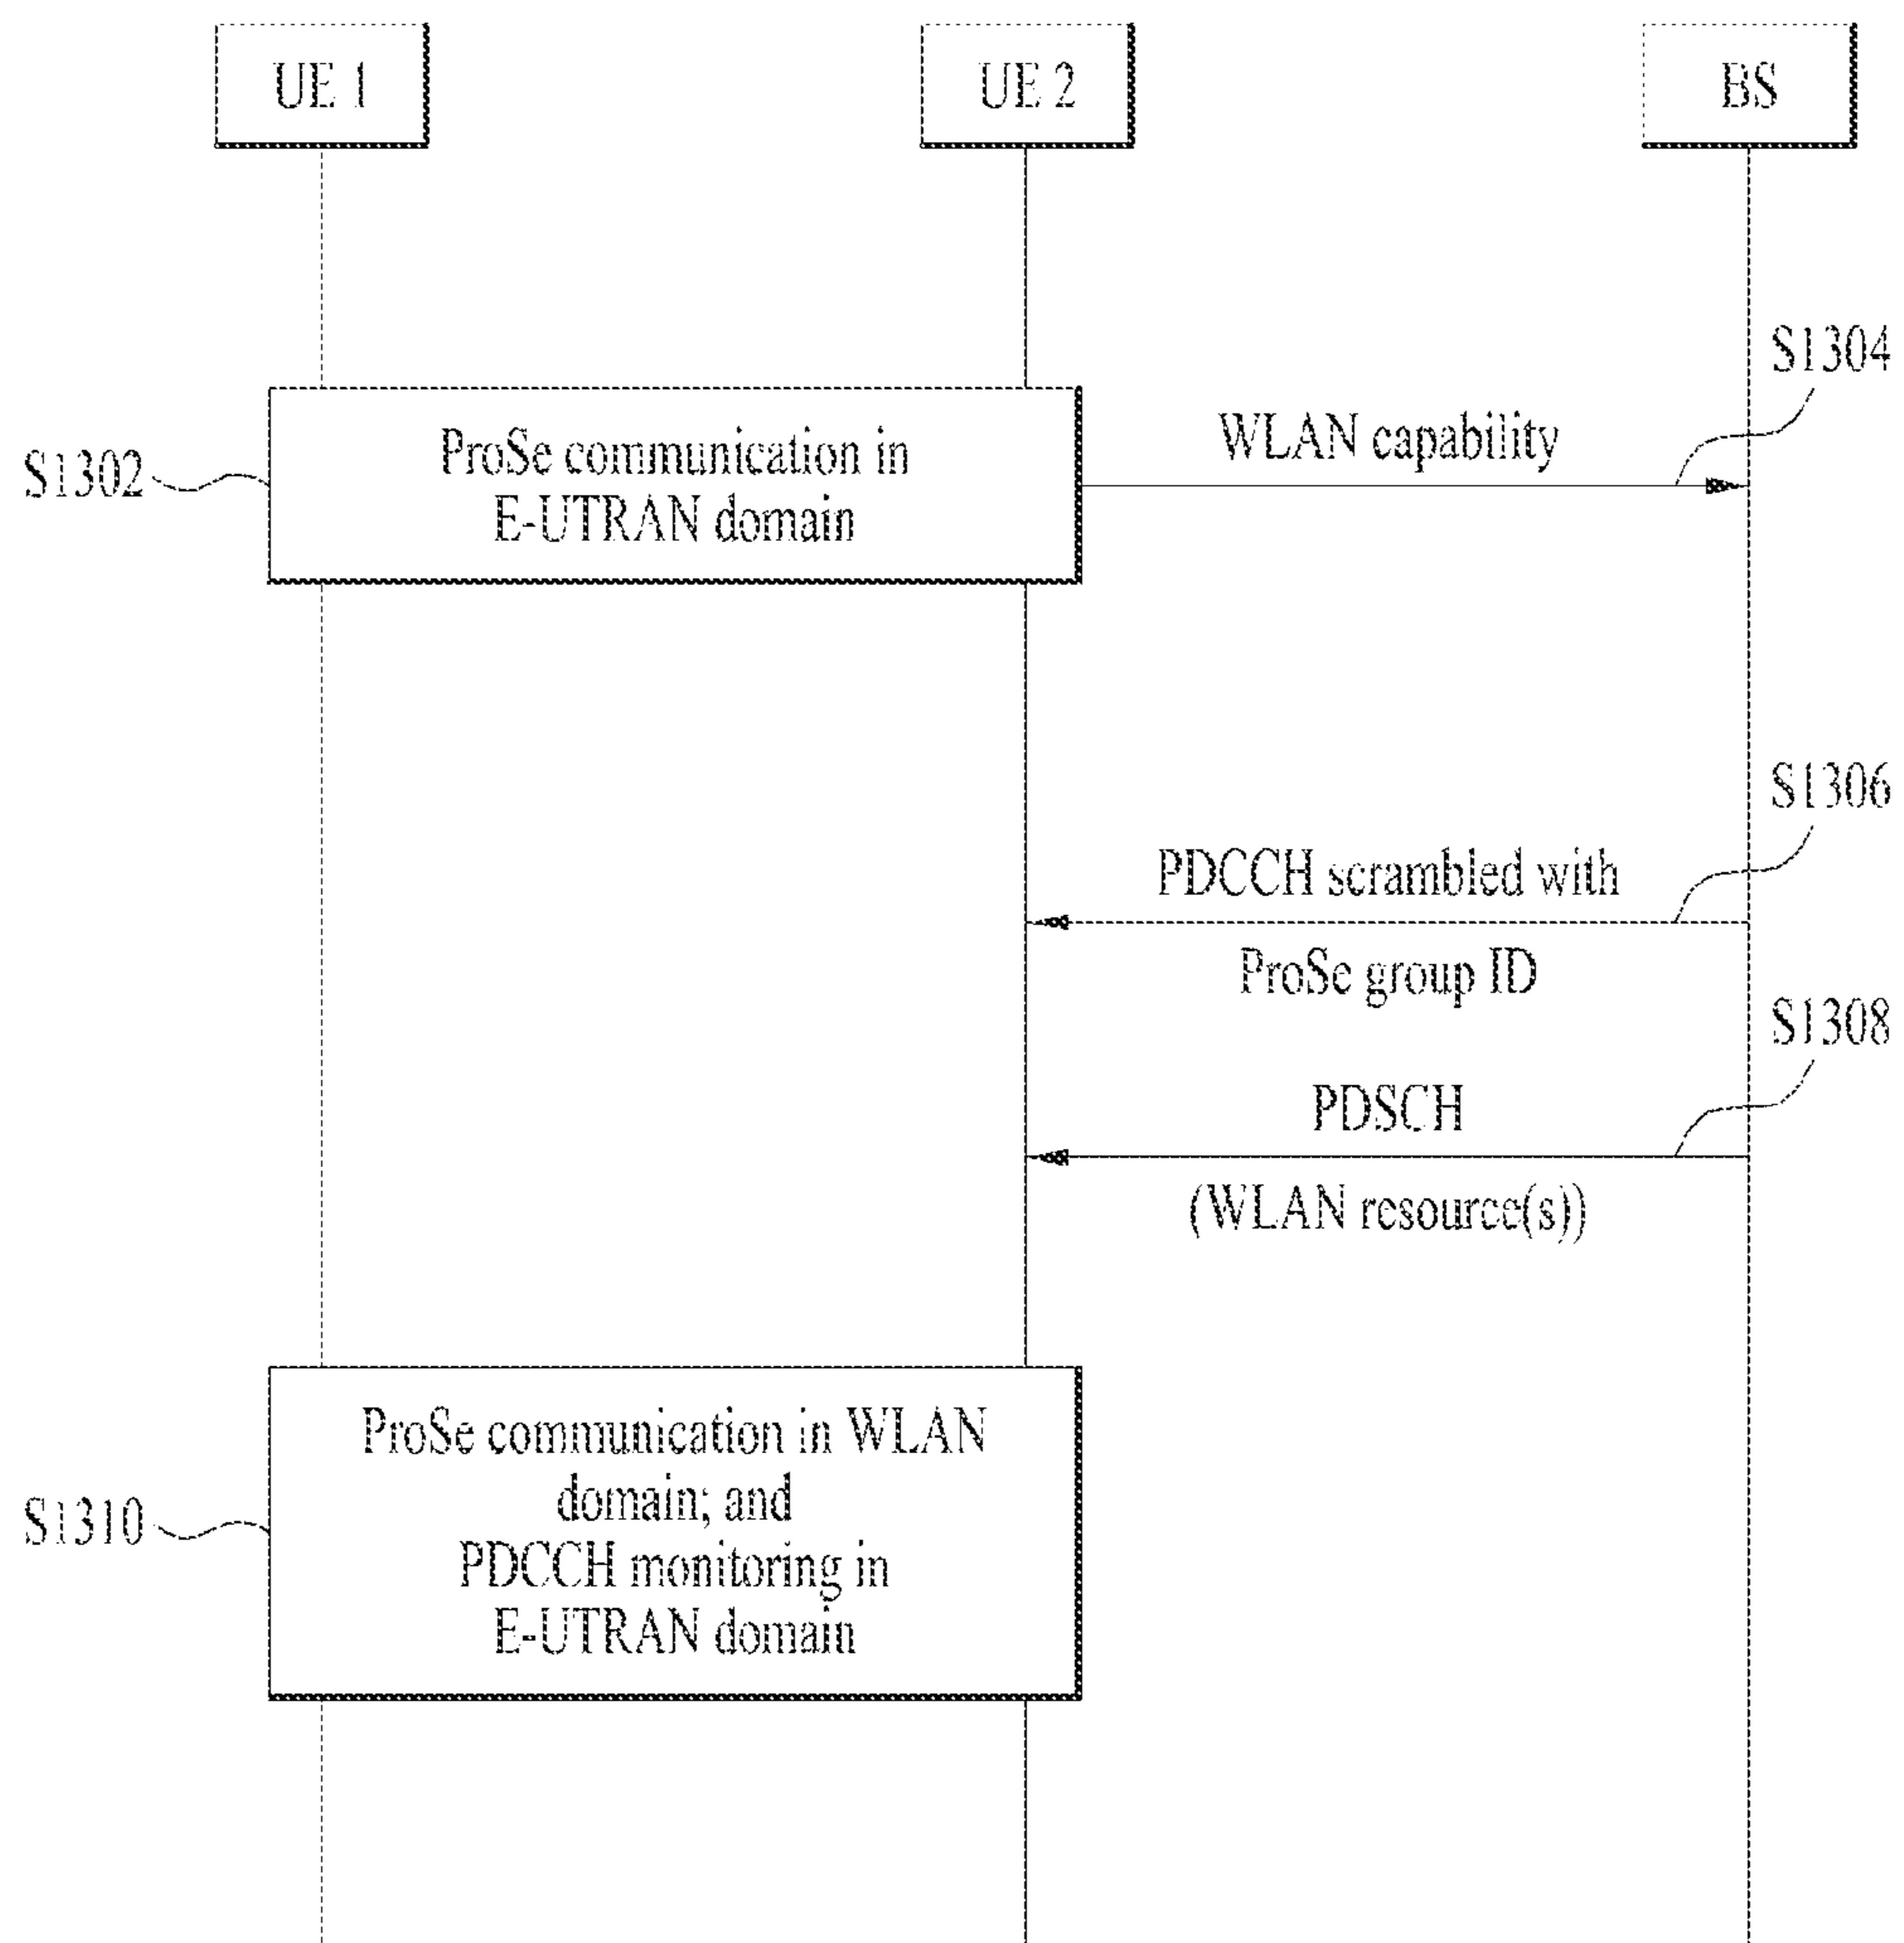 UE 1
UE 2
BS
S1304
WLAN capability
S1302
ProSe communication in
E-UTRAN domain
S1306
PDCCH scrambled with
ProSe group ID
S1308
PDSCH
(WLAN resource(s))
S1310
ProSe communication in WLAN
domain; and
PDCCH monitoring in
E-UTRAN domain